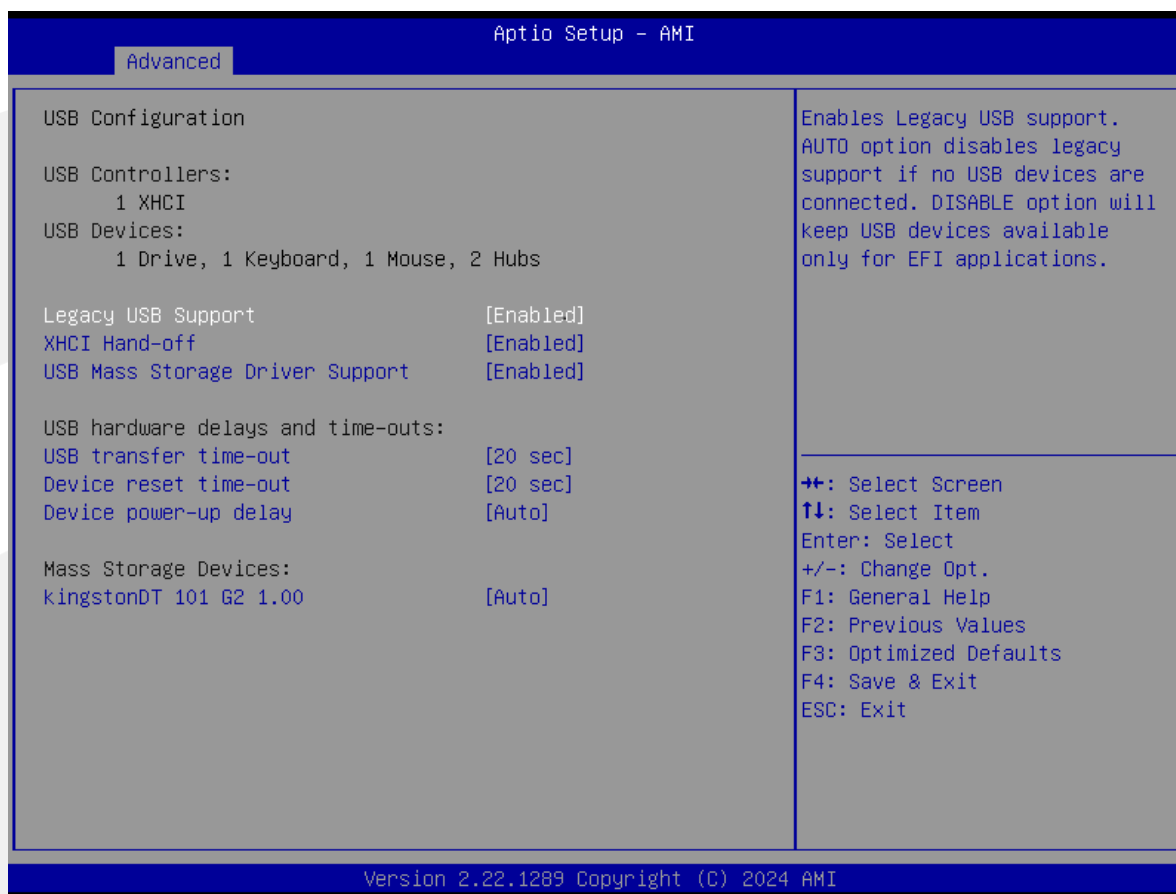 Aptio Setup – AMI
Advanced
USB Configuration
USB Controllers:
1 XHCI
USB Devices:
1 Drive, 1 Keyboard, 1 Mouse, 2 Hubs
Legacy USB Support [Enabled]
XHCI Hand-off [Enabled]
USB Mass Storage Driver Support [Enabled]
USB hardware delays and time-outs:
USB transfer time-out [20 sec]
Device reset time-out [20 sec]
Device power-up delay [Auto]
Mass Storage Devices:
KingstonDT 101 G2 1.00 [Auto]
Enables Legacy USB support.
AUTO option disables legacy
support if no USB devices are
connected. DISABLE option will
keep USB devices available
only for EFI applications.
→←: Select Screen
↑↓: Select Item
Enter: Select
+/-: Change Opt.
F1: General Help
F2: Previous Values
F3: Optimized Defaults
F4: Save & Exit
ESC: Exit
Version 2.22.1289 Copyright (C) 2024 AMI